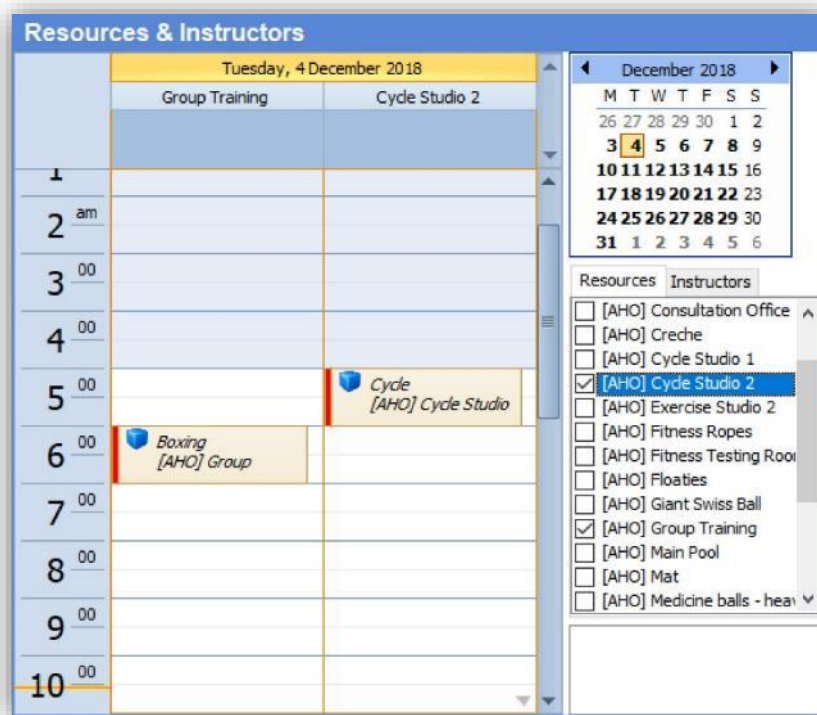 Resources & Instructors
Tuesday, 4 December 2018
Group Training Cycle Studio 2
1
2 am
3 00
4 00
5 00
Cycle
[AHO] Cycle Studio
6 00
Boxing
[AHO] Group
7 00
8 00
9 00
10 00
December 2018
M T W T F S S
26 27 28 29 30 1 2
3 4 5 6 7 8 9
10 11 12 13 14 15 16
17 18 19 20 21 22 23
24 25 26 27 28 29 30
31 1 2 3 4 5 6
Resources Instructors
[AHO] Consultation Office
[AHO] Creche
[AHO] Cycle Studio 1
[AHO] Cycle Studio 2
[AHO] Exercise Studio 2
[AHO] Fitness Ropes
[AHO] Fitness Testing Roo
[AHO] Floaties
[AHO] Giant Swiss Ball
[AHO] Group Training
[AHO] Main Pool
[AHO] Mat
[AHO] Medicine balls - hea